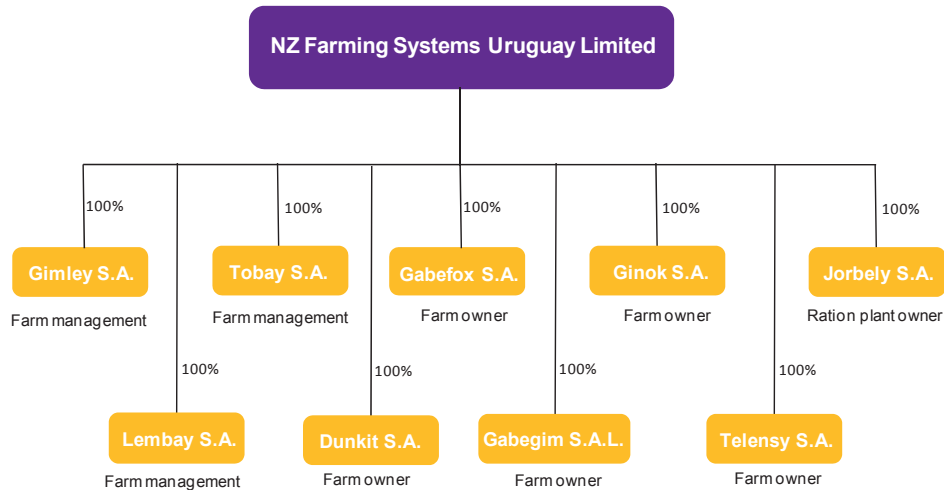 NZ Farming Systems Uruguay Limited
100%
100%
100%
100%
100%
Gimley S.A.
Tobay S.A.
Gabefox S.A.
Ginok S.A.
Jorbely S.A.
Farm management
Farm management
Farm owner
Farm owner
Ration plant owner
100%
100%
100%
100%
Lembay S.A.
Dunkit S.A.
Gabegim S.A.L.
Telensy S.A.
Farm management
Farm owner
Farm owner
Farm owner